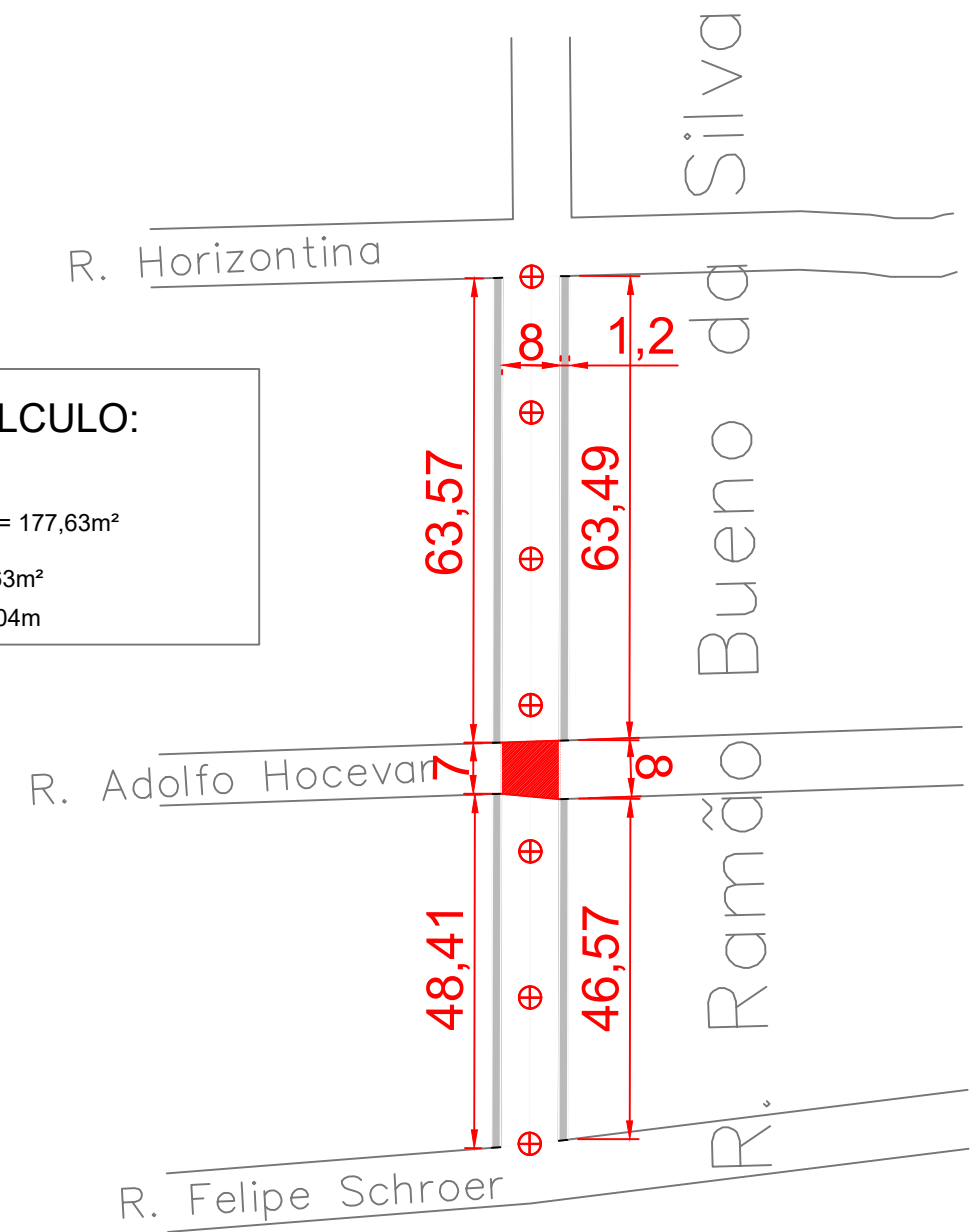 R. Horizontina
LCULO:
= 177,63m²
63m²
04m
8
1,2
63,57
63,49
R. Adolfo Hocevar
7
8
48,41
46,57
R. Felipe Schroer
R. Ramão Bueno da Silva